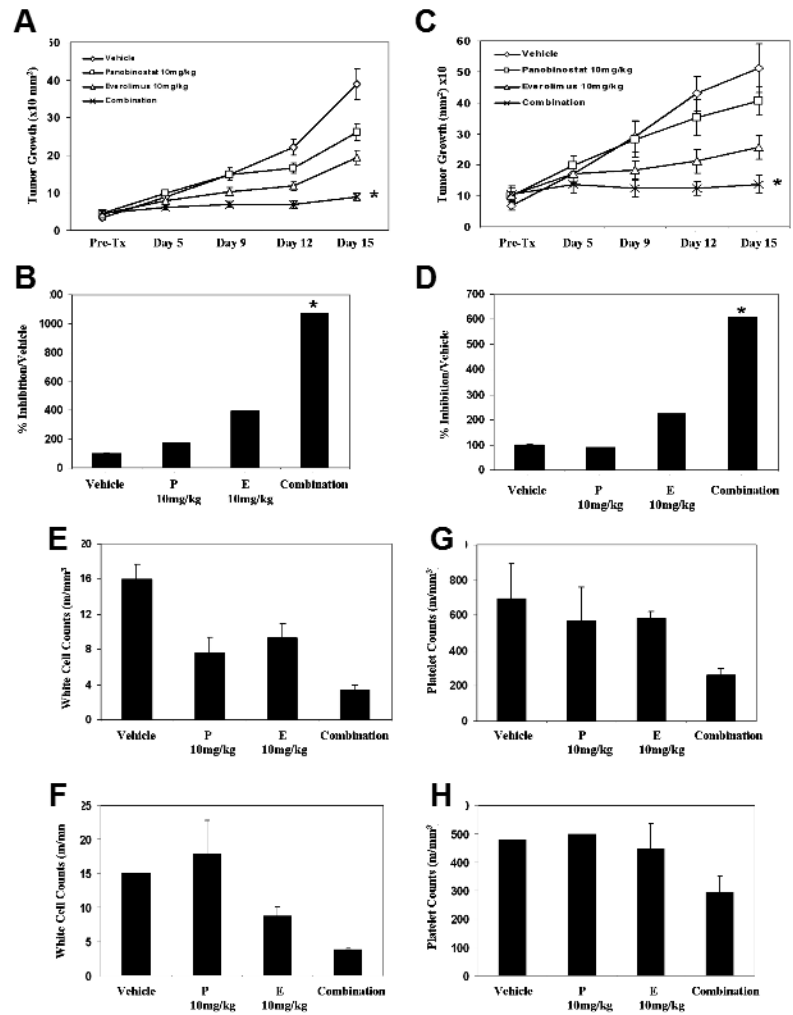 A
Vehicle
Panobinostat 10mg/kg
Everolimus 10mg/kg
Combination
Tumor Growth (x10 mm²)
50
40
30
20
10
0
*
Pre-Tx Day 5 Day 9 Day 12 Day 15
C
Vehicle
Panobinostat 10mg/kg
Everolimus 10mg/kg
Combination
Tumor Growth (mm²) x10
60
50
40
30
20
10
0
*
Pre-Tx Day 5 Day 9 Day 12 Day 15
B
% Inhibition/Vehicle
:00
1000
800
600
400
200
0
*
Vehicle P E Combination
10mg/kg 10mg/kg
D
% Inhibition/Vehicle
700
600
500
400
300
200
100
0
*
Vehicle P E Combination
10mg/kg 10mg/kg
E
White Cell Counts (m/mm³
20
16
12
8
4
0
Vehicle P E Combination
10mg/kg 10mg/kg
G
Platelet Counts (m/mm³
800
600
400
200
0
Vehicle P E Combination
10mg/kg 10mg/kg
F
White Cell Counts (m/mm
25
20
15
10
5
0
Vehicle P E Combination
10mg/kg 10mg/kg
H
Platelet Counts (m/mm³
500
400
300
200
100
0
Vehicle P E Combination
10mg/kg 10mg/kg